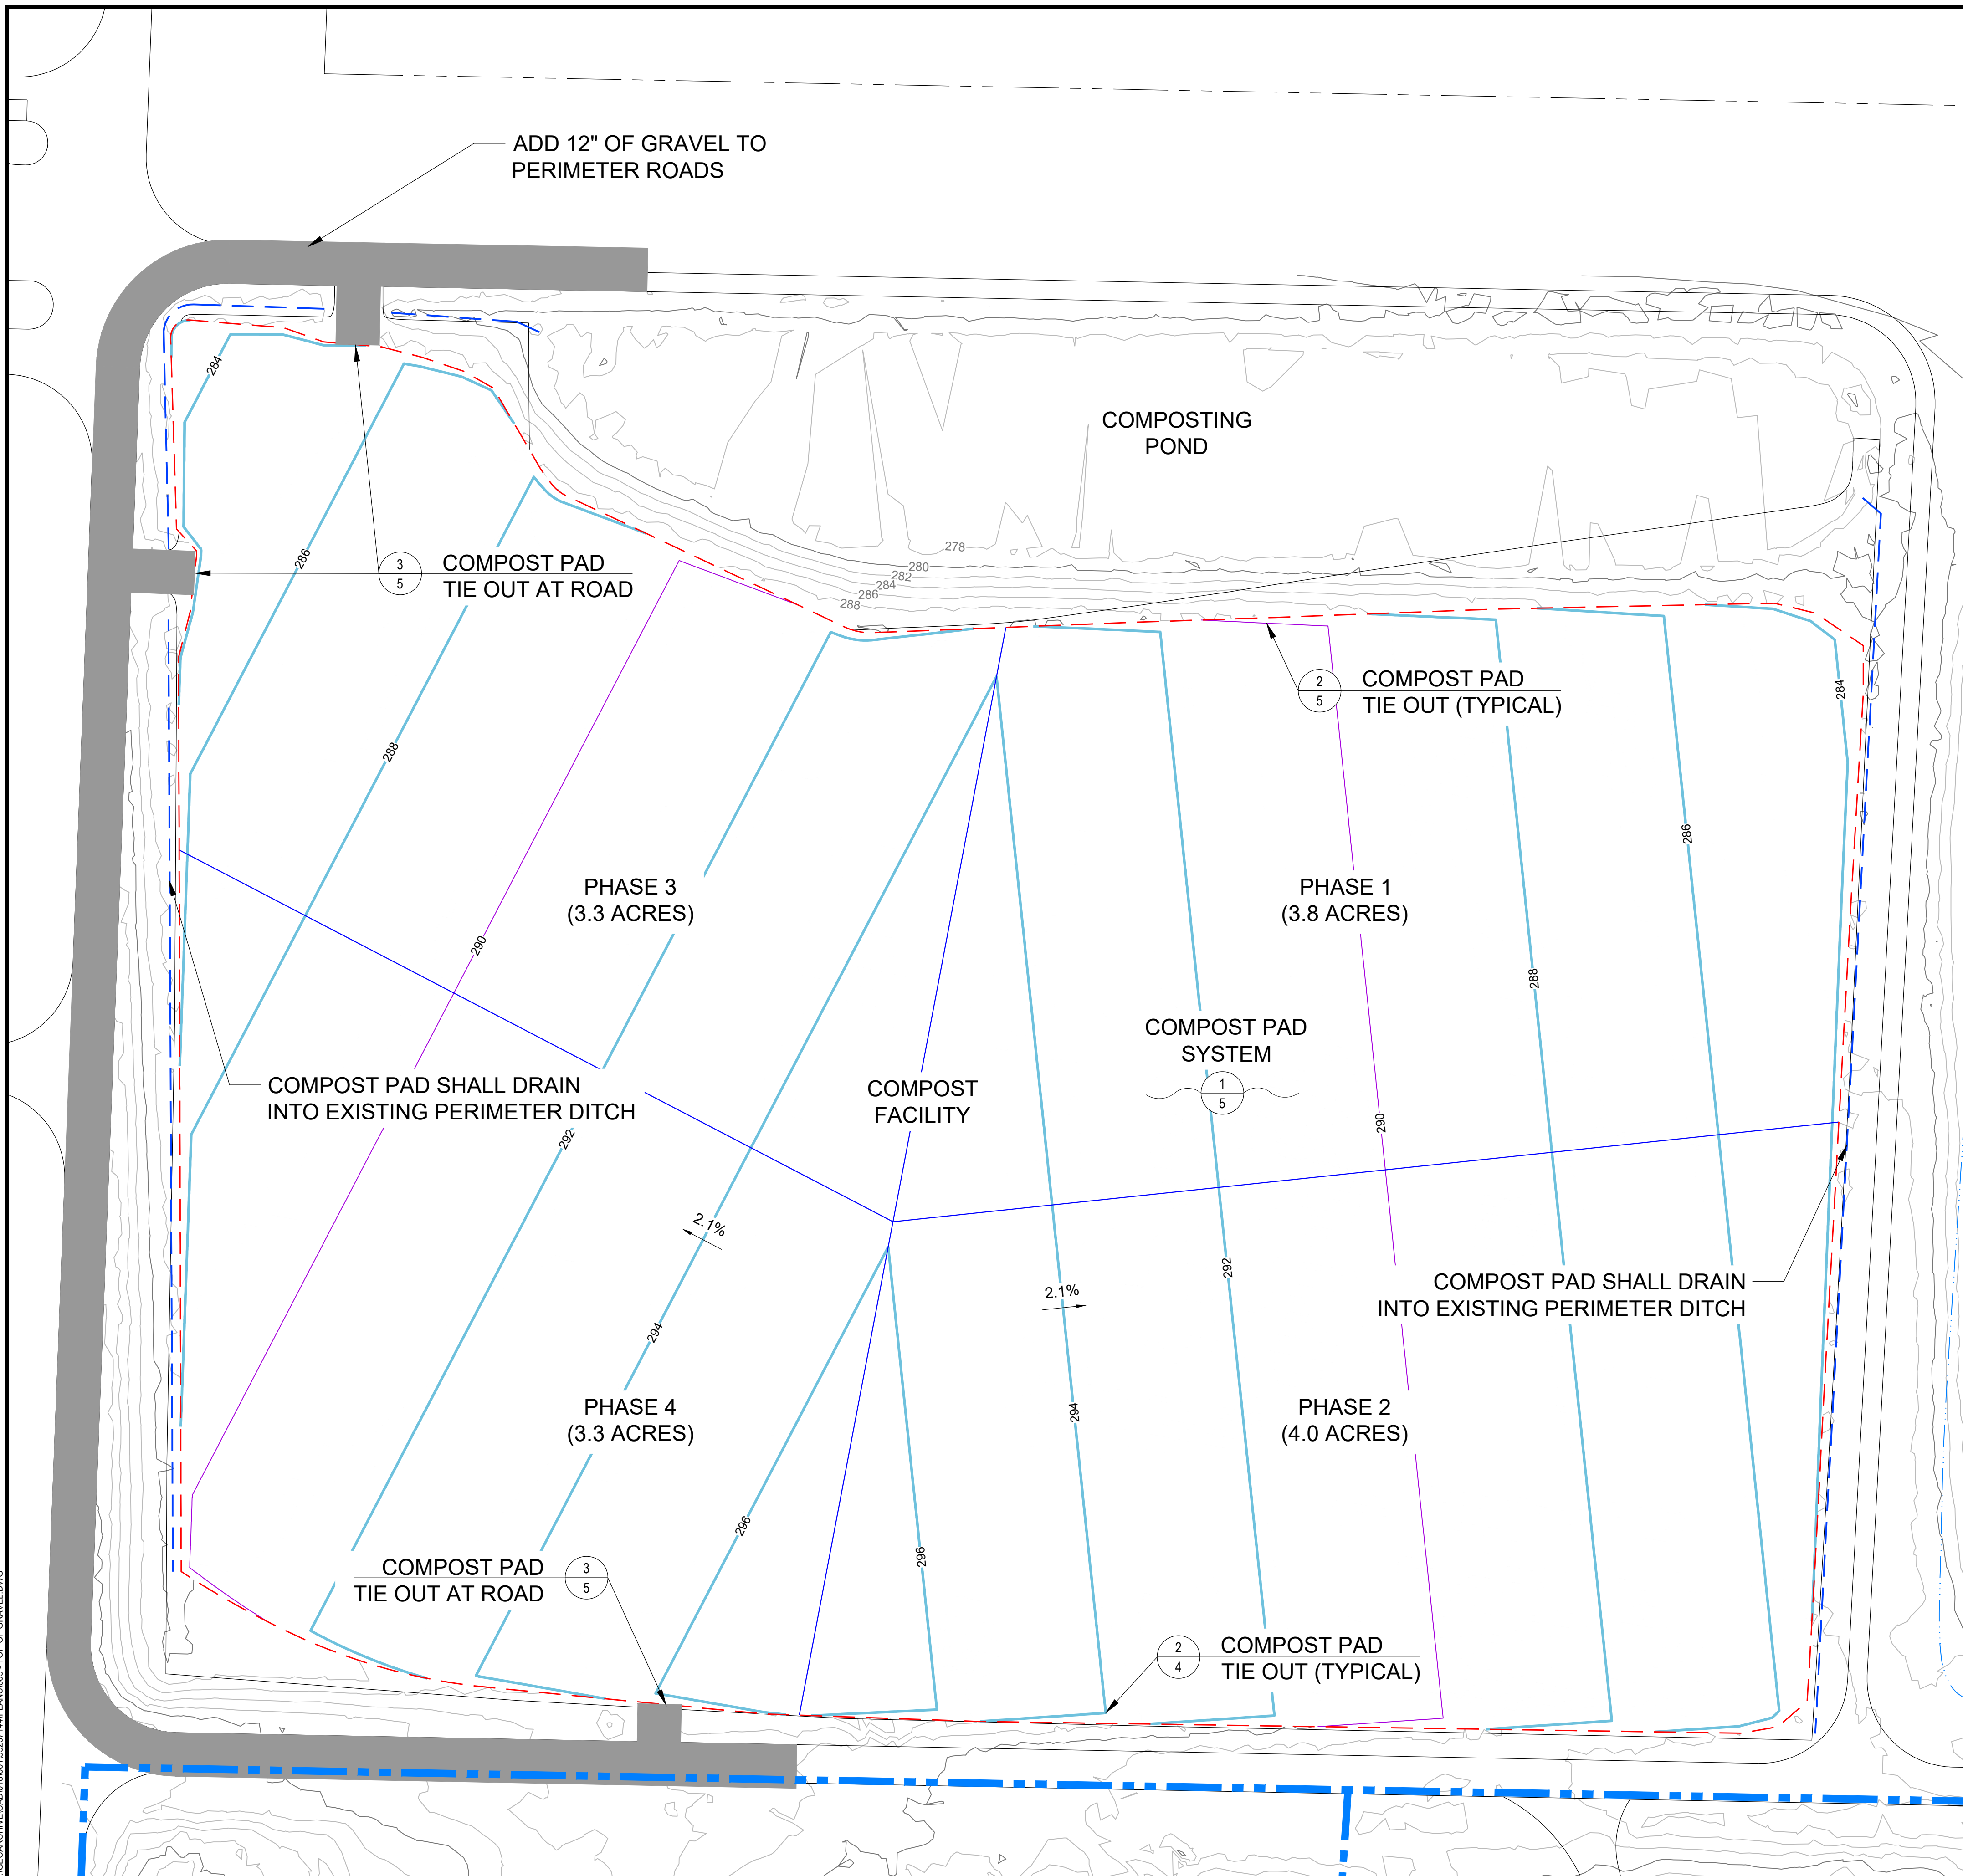 ADD 12" OF GRAVEL TO
PERIMETER ROADS
284
COMPOSTING
POND
286
3
5
COMPOST PAD
TIE OUT AT ROAD
278
280
282
284
286
288
2
5
COMPOST PAD
TIE OUT (TYPICAL)
284
288
286
PHASE 3
(3.3 ACRES)
PHASE 1
(3.8 ACRES)
290
288
COMPOST PAD
SYSTEM
1
5
COMPOST PAD SHALL DRAIN
INTO EXISTING PERIMETER DITCH
COMPOST
FACILITY
290
292
2.1%
292
2.1%
COMPOST PAD SHALL DRAIN
INTO EXISTING PERIMETER DITCH
294
294
PHASE 4
(3.3 ACRES)
PHASE 2
(4.0 ACRES)
296
296
COMPOST PAD
TIE OUT AT ROAD
3
5
2
4
COMPOST PAD
TIE OUT (TYPICAL)